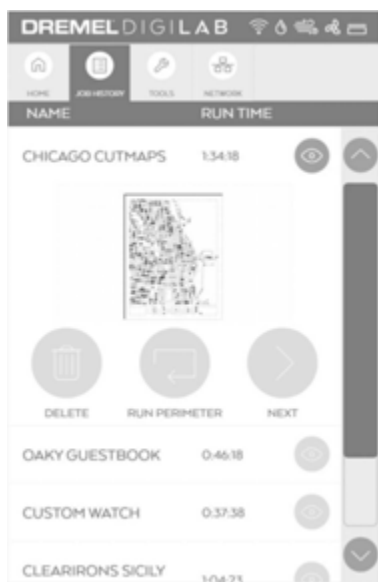 DREMEL DIGILAB
HOME JOB HISTORY TOOLS NETWORK
NAME RUN TIME
CHICAGO CUTMAPS 1:34:18
DELETE RUN PERIMETER NEXT
OAKY GUESTBOOK 0:46:18
CUSTOM WATCH 0:37:38
CLEARIRONS SICILY 1:04:23